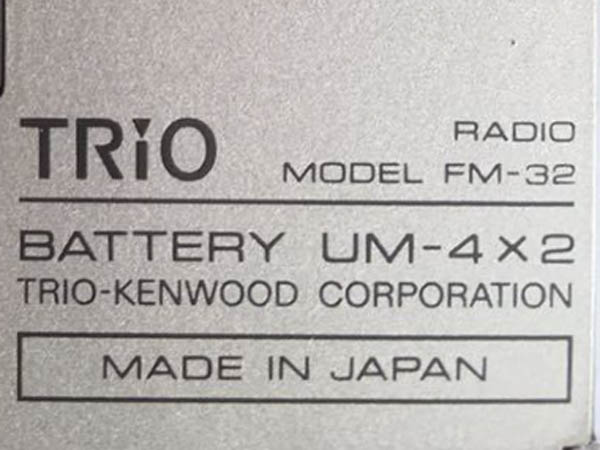 TRiO
RADIO
MODEL FM-32
BATTERY UM-4×2
TRIO-KENWOOD CORPORATION
MADE IN JAPAN